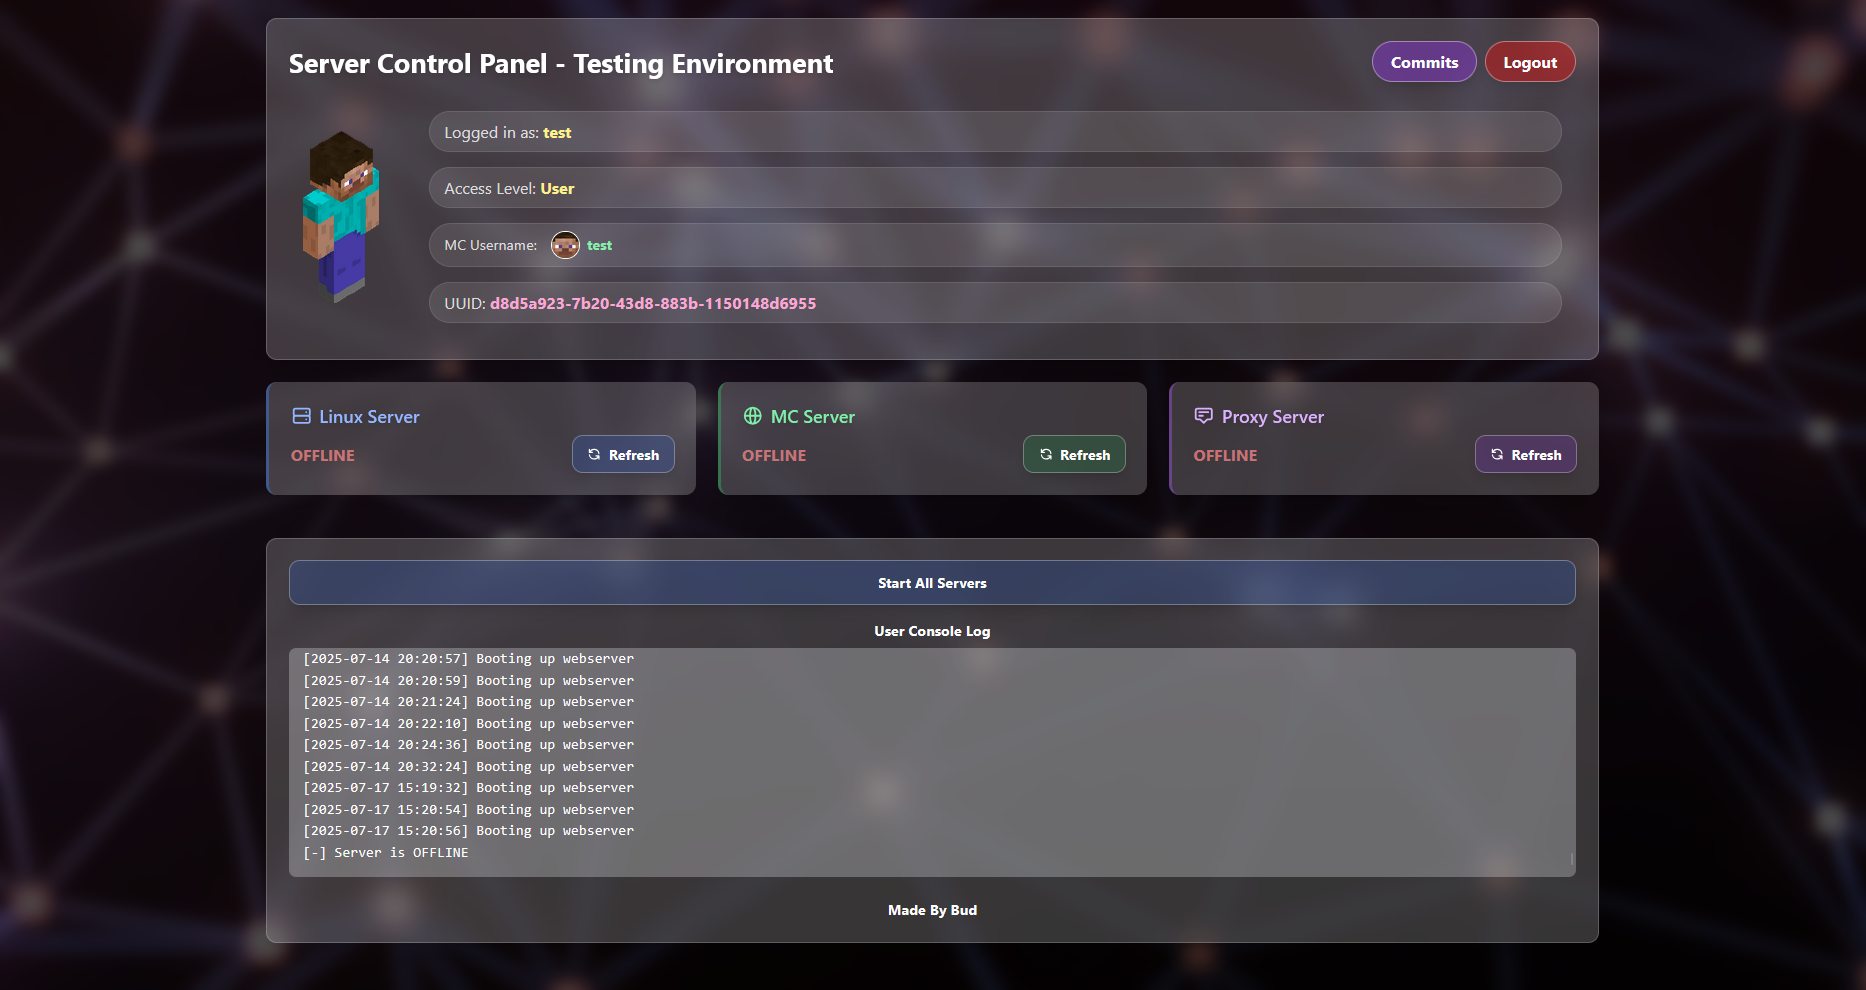 Server Control Panel - Testing Environment
Commits
Logout
Logged in as: test
Access Level: User
MC Username: test
UUID: d8d5a923-7b20-43d8-883b-1150148d6955
Linux Server
OFFLINE
Refresh
MC Server
OFFLINE
Refresh
Proxy Server
OFFLINE
Refresh
Start All Servers
User Console Log
[2025-07-14 20:20:57] Booting up webserver
[2025-07-14 20:20:59] Booting up webserver
[2025-07-14 20:21:24] Booting up webserver
[2025-07-14 20:22:10] Booting up webserver
[2025-07-14 20:24:36] Booting up webserver
[2025-07-14 20:32:24] Booting up webserver
[2025-07-17 15:19:32] Booting up webserver
[2025-07-17 15:20:54] Booting up webserver
[2025-07-17 15:20:56] Booting up webserver
[-] Server is OFFLINE
Made By Bud